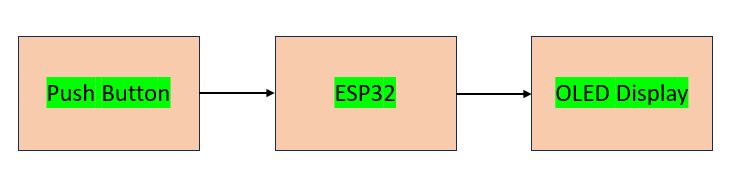 Push Button
ESP32
OLED Display